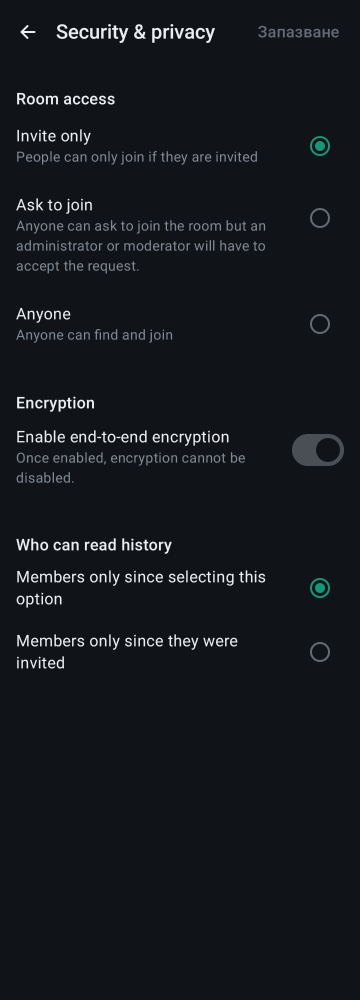 Security & privacy
Запазване
Room access
Invite only
People can only join if they are invited
Ask to join
Anyone can ask to join the room but an
administrator or moderator will have to
accept the request.
Anyone
Anyone can find and join
Encryption
Enable end-to-end encryption
Once enabled, encryption cannot be
disabled.
Who can read history
Members only since selecting this
option
Members only since they were
invited